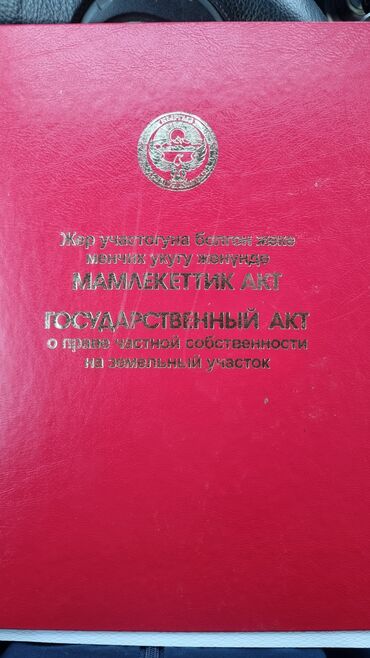 Жер участогуна болгон жеке
менчик укугу жөнүндө
МАМЛЕКЕТТИК АКТ
ГОСУДАРСТВЕННЫЙ АКТ
о праве частной собственности
на земельный участок